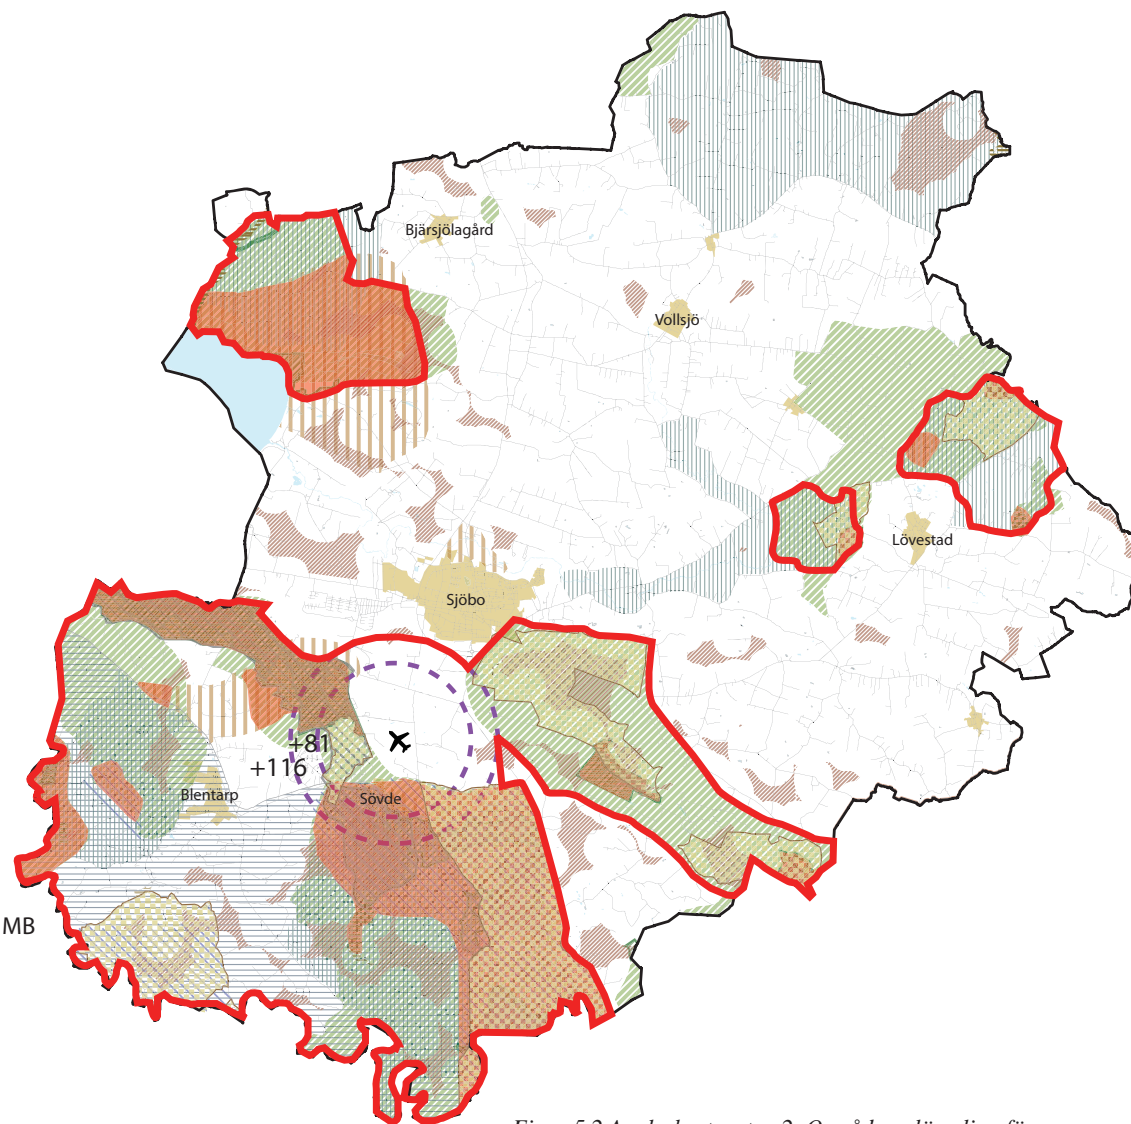 Bjärsjölagård
Vollsjö
Lövestad
Sjöbo
+81
+116
Blentarp
Sövde
MB